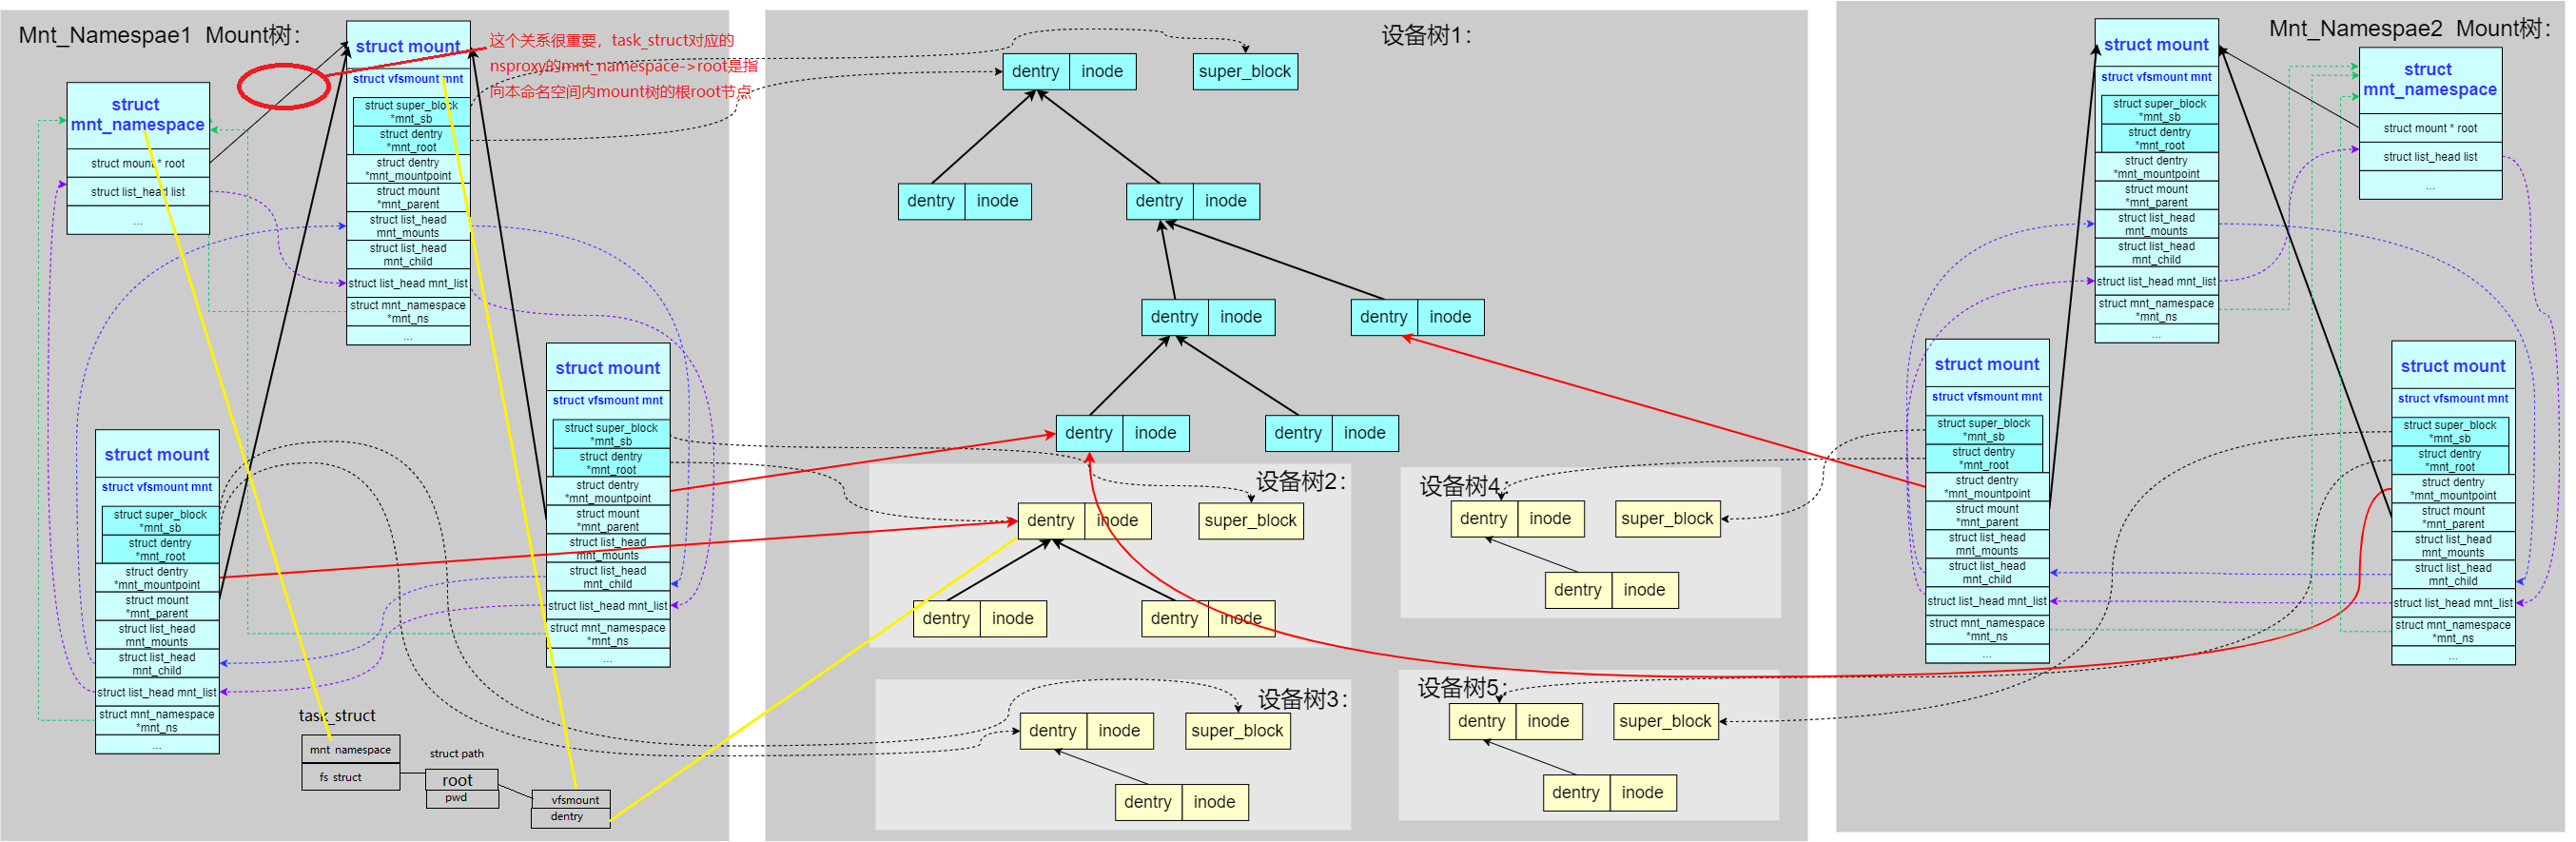 Mnt_Namespae1 Mount树：
struct
mnt_namespace
struct mount * root
struct list_head list
...
struct mount
struct vfsmount mnt
struct super_block
*mnt_sb
struct dentry
*mnt_root
struct dentry
*mnt_mountpoint
struct mount
*mnt_parent
struct list_head
mnt_mounts
struct list_head
mnt_child
struct list_head mnt_list
struct mnt_namespace
*mnt_ns
...
这个关系很重要，task_struct对应的
nsproxy的mnt_namespace->root是指
向本命名空间内mount树的根root节点
struct mount
struct vfsmount mnt
struct super_block
*mnt_sb
struct dentry
*mnt_root
struct dentry
*mnt_mountpoint
struct mount
*mnt_parent
struct list_head
mnt_mounts
struct list_head
mnt_child
struct list_head mnt_list
struct mnt_namespace
*mnt_ns
...
struct mount
struct vfsmount mnt
struct super_block
*mnt_sb
struct dentry
*mnt_root
struct dentry
*mnt_mountpoint
struct mount
*mnt_parent
struct list_head
mnt_mounts
struct list_head
mnt_child
struct list_head mnt_list
struct mnt_namespace
*mnt_ns
...
task_struct
mnt namespace
fs struct
struct path
root
pwd
vfsmount
dentry
设备树1：
dentry inode super_block
dentry inode dentry inode
dentry inode dentry inode
dentry inode dentry inode
设备树2：
dentry inode super_block
dentry inode dentry inode
设备树3：
dentry inode super_block
dentry inode
设备树4：
dentry inode super_block
dentry inode
设备树5：
dentry inode super_block
dentry inode
Mnt_Namespae2 Mount树：
struct
mnt_namespace
struct mount * root
struct list_head list
...
struct mount
struct vfsmount mnt
struct super_block
*mnt_sb
struct dentry
*mnt_root
struct dentry
*mnt_mountpoint
struct mount
*mnt_parent
struct list_head
mnt_mounts
struct list_head
mnt_child
struct list_head mnt_list
struct mnt_namespace
*mnt_ns
...
struct mount
struct vfsmount mnt
struct super_block
*mnt_sb
struct dentry
*mnt_root
struct dentry
*mnt_mountpoint
struct mount
*mnt_parent
struct list_head
mnt_mounts
struct list_head
mnt_child
struct list_head mnt_list
struct mnt_namespace
*mnt_ns
...
struct mount
struct vfsmount mnt
struct super_block
*mnt_sb
struct dentry
*mnt_root
struct dentry
*mnt_mountpoint
struct mount
*mnt_parent
struct list_head
mnt_mounts
struct list_head
mnt_child
struct list_head mnt_list
struct mnt_namespace
*mnt_ns
...